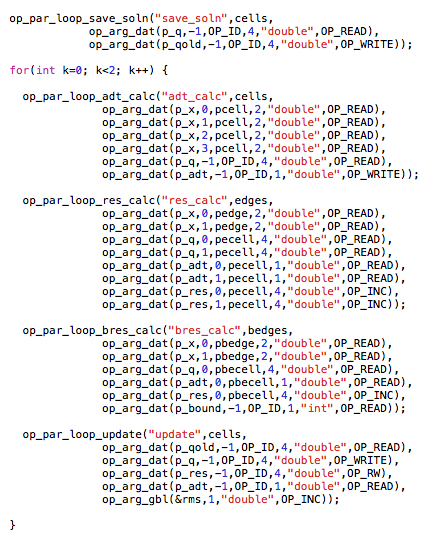 op_par_loop_save_soln("save_soln",cells,
op_arg_dat(p_q,-1,OP_ID,4,"double",OP_READ),
op_arg_dat(p_qold,-1,OP_ID,4,"double",OP_WRITE));
for(int k=0; k<2; k++) {
op_par_loop_adt_calc("adt_calc",cells,
op_arg_dat(p_x,0,pcell,2,"double",OP_READ),
op_arg_dat(p_x,1,pcell,2,"double",OP_READ),
op_arg_dat(p_x,2,pcell,2,"double",OP_READ),
op_arg_dat(p_x,3,pcell,2,"double",OP_READ),
op_arg_dat(p_q,-1,OP_ID,4,"double",OP_READ),
op_arg_dat(p_adt,-1,OP_ID,1,"double",OP_WRITE));
op_par_loop_res_calc("res_calc",edges,
op_arg_dat(p_x,0,pedge,2,"double",OP_READ),
op_arg_dat(p_x,1,pedge,2,"double",OP_READ),
op_arg_dat(p_q,0,pecell,4,"double",OP_READ),
op_arg_dat(p_q,1,pecell,4,"double",OP_READ),
op_arg_dat(p_adt,0,pecell,1,"double",OP_READ),
op_arg_dat(p_adt,1,pecell,1,"double",OP_READ),
op_arg_dat(p_res,0,pecell,4,"double",OP_INC),
op_arg_dat(p_res,1,pecell,4,"double",OP_INC));
op_par_loop_bres_calc("bres_calc",bedges,
op_arg_dat(p_x,0,pbedge,2,"double",OP_READ),
op_arg_dat(p_x,1,pbedge,2,"double",OP_READ),
op_arg_dat(p_q,0,pbecell,4,"double",OP_READ),
op_arg_dat(p_adt,0,pbecell,1,"double",OP_READ),
op_arg_dat(p_res,0,pbecell,4,"double",OP_INC),
op_arg_dat(p_bound,-1,OP_ID,1,"int",OP_READ));
op_par_loop_update("update",cells,
op_arg_dat(p_qold,-1,OP_ID,4,"double",OP_READ),
op_arg_dat(p_q,-1,OP_ID,4,"double",OP_WRITE),
op_arg_dat(p_res,-1,OP_ID,4,"double",OP_RW),
op_arg_dat(p_adt,-1,OP_ID,1,"double",OP_READ),
op_arg_gbl(&rms,1,"double",OP_INC));
}